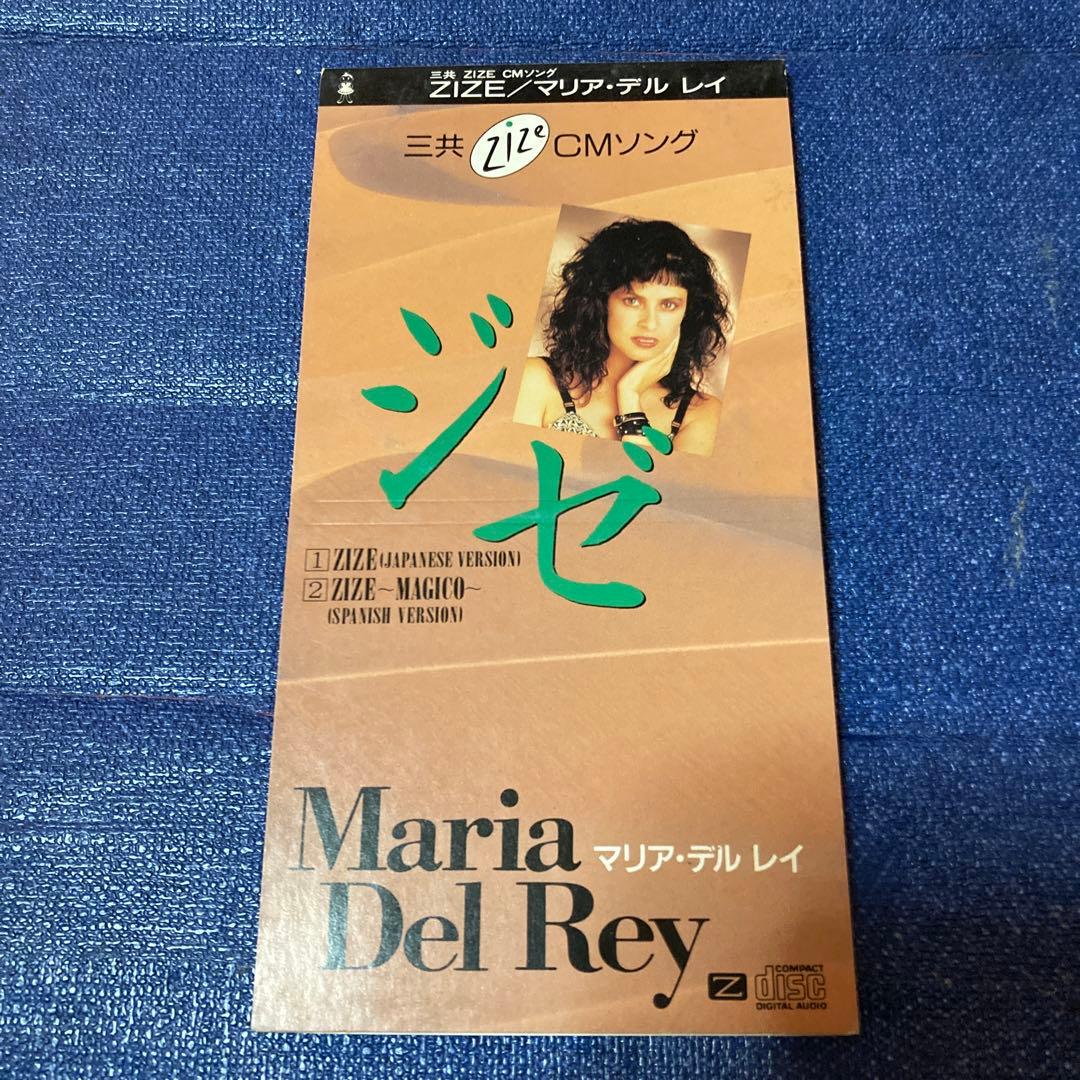 三共 ZIZE CMソング
ZIZE/マリア・デル レイ
三共 zize CMソング
ジゼ
1 ZIZE (JAPANESE VERSION)
2 ZIZE～MAGICO～
(SPANISH VERSION)
Maria
マリア・デル レイ
Del Rey
Z COMPACT
disc
DIGITAL AUDIO